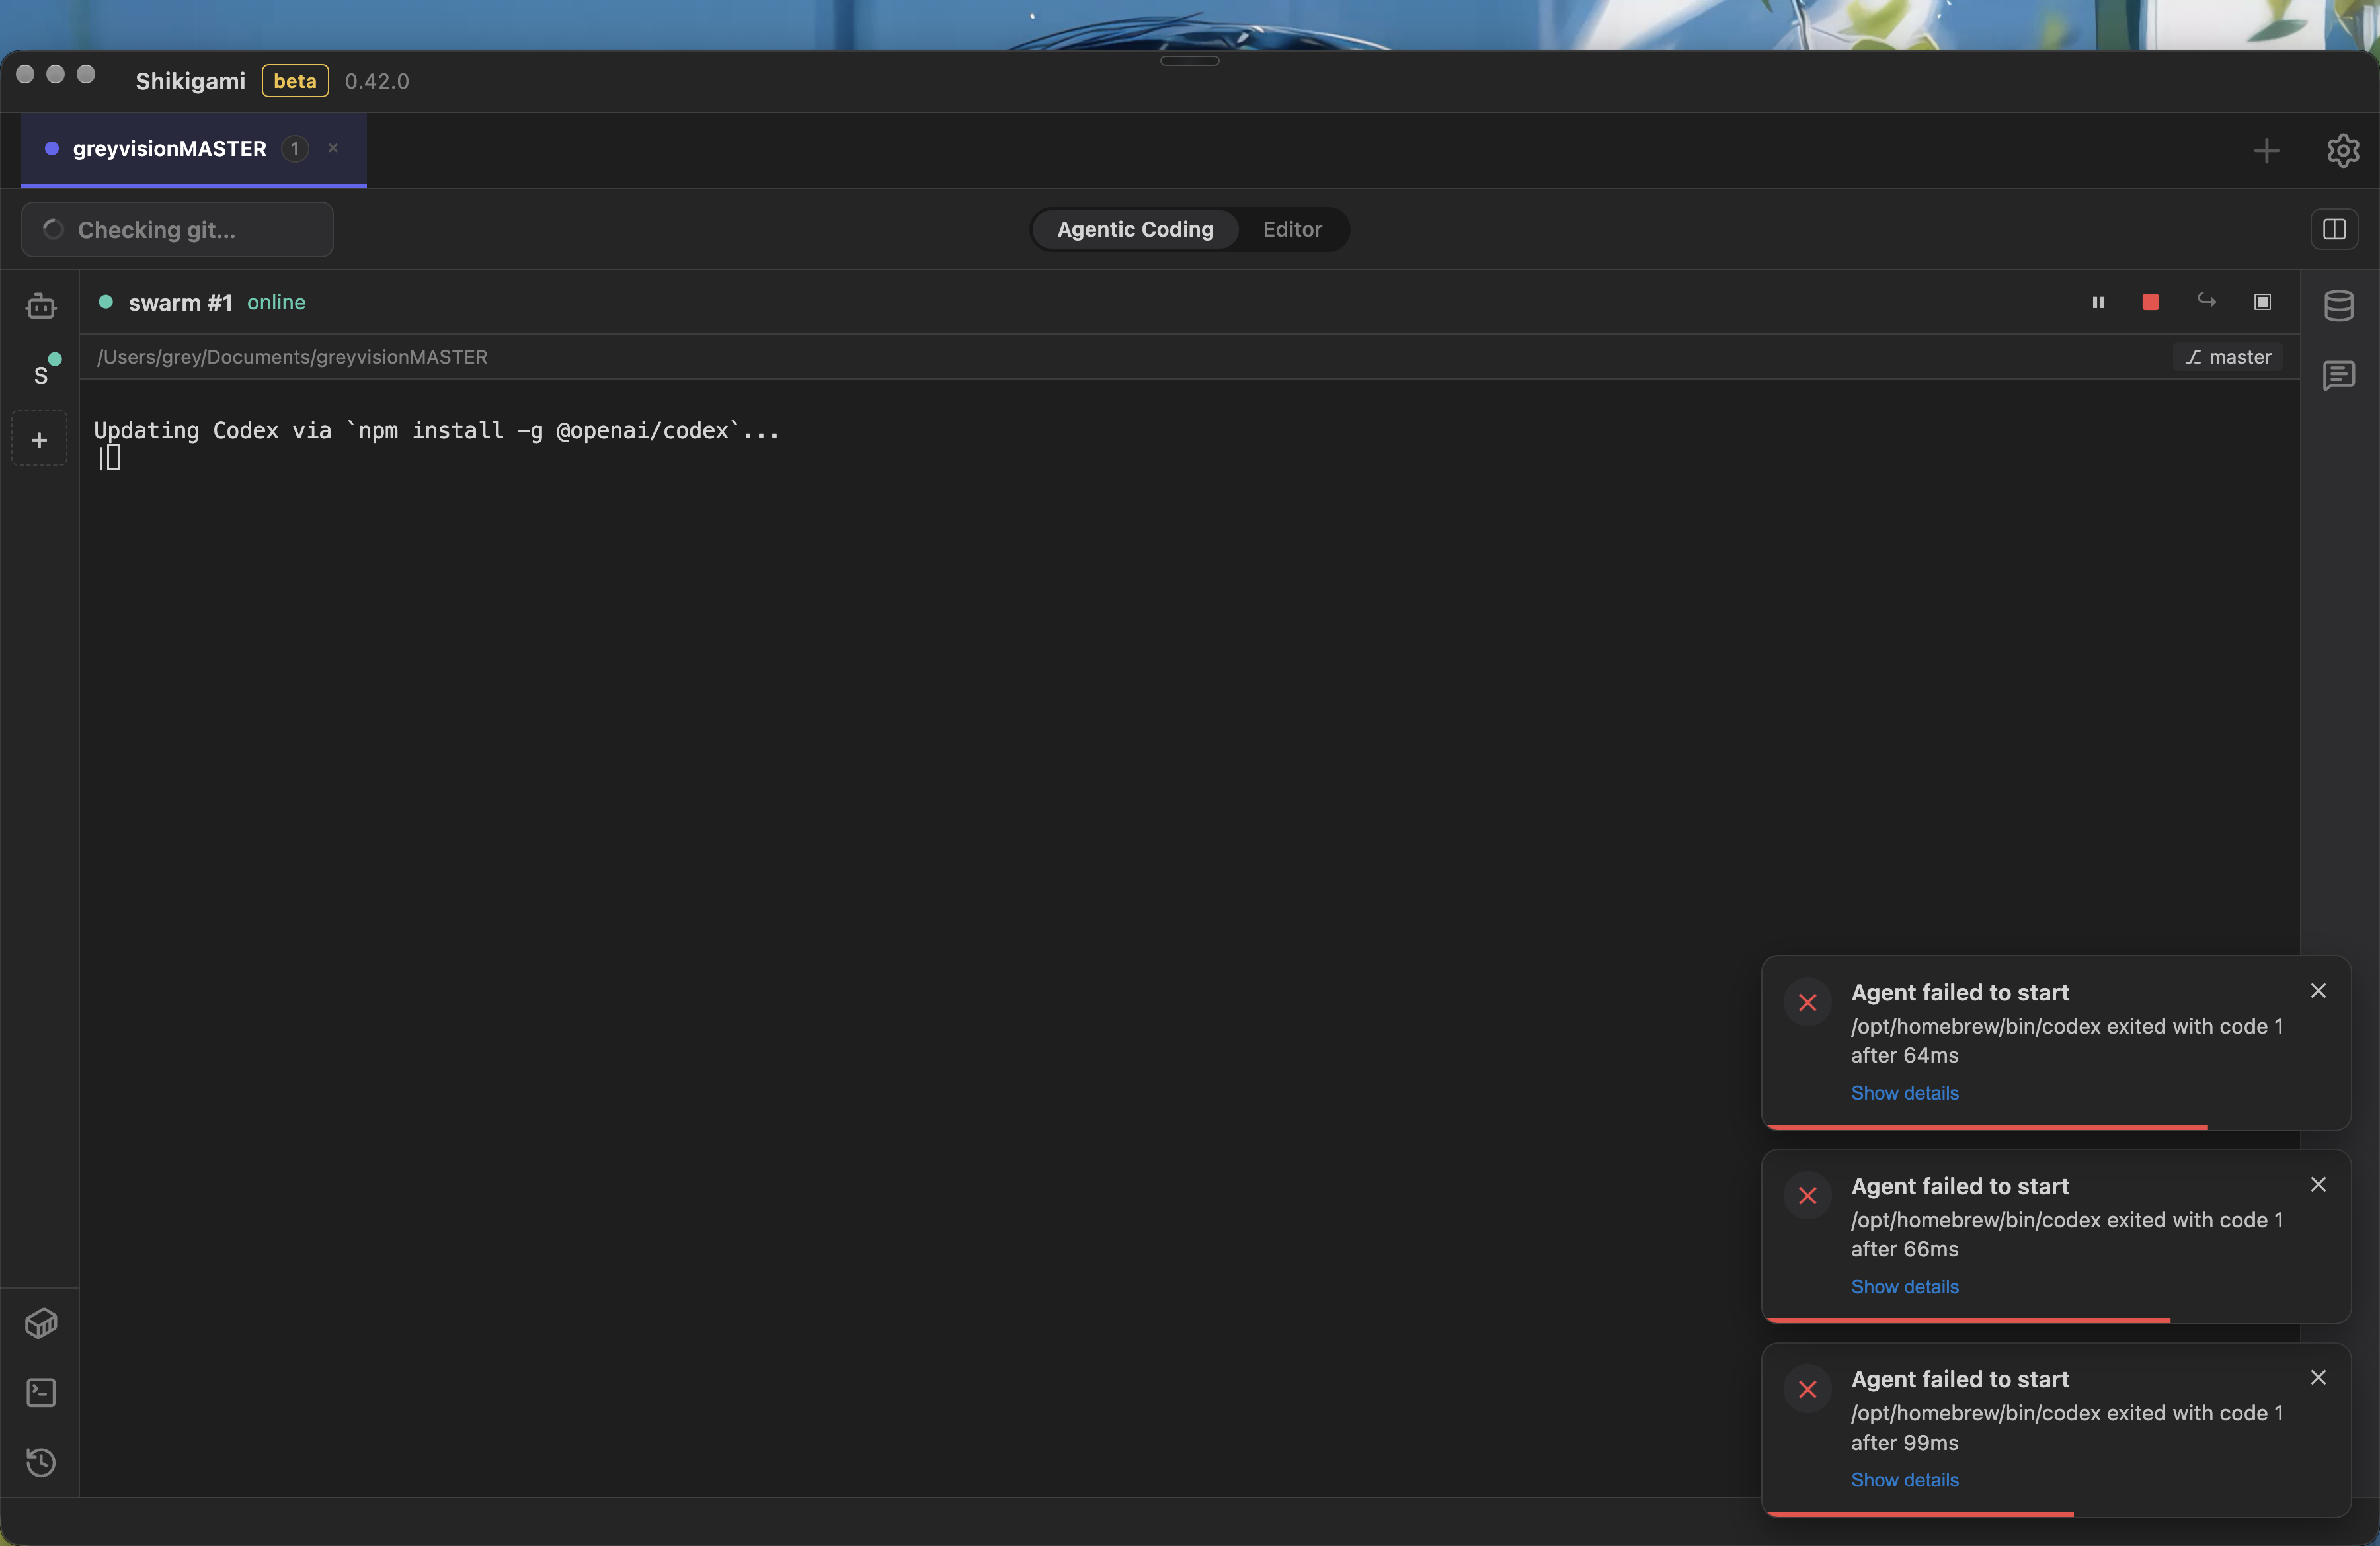 Shikigami beta 0.42.0
greyvisionMASTER 1 ×
Checking git...
Agentic Coding Editor
swarm #1 online
S
/Users/grey/Documents/greyvisionMASTER
master
+
Updating Codex via `npm install -g @openai/codex`...
|
Agent failed to start
/opt/homebrew/bin/codex exited with code 1
after 64ms
Show details
Agent failed to start
/opt/homebrew/bin/codex exited with code 1
after 66ms
Show details
Agent failed to start
/opt/homebrew/bin/codex exited with code 1
after 99ms
Show details